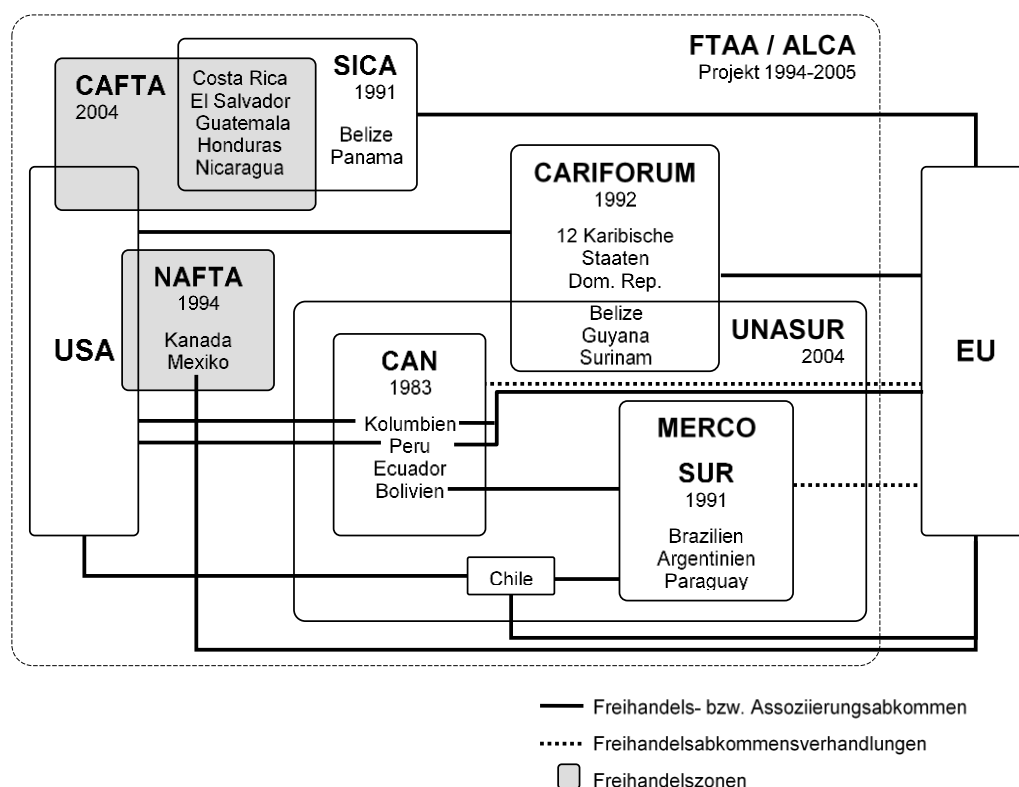 FTAA / ALCA
Projekt 1994-2005
SICA
1991
Belize
Panama
CAFTA
2004
Costa Rica
El Salvador
Guatemala
Honduras
Nicaragua
CARIFORUM
1992
12 Karibische
Staaten
Dom. Rep.
Belize
Guyana
Surinam
NAFTA
1994
Kanada
Mexiko
USA
UNASUR
2004
EU
CAN
1983
Kolumbien
Peru
Ecuador
Bolivien
MERCO
SUR
1991
Brazilien
Argentinien
Paraguay
Chile
Freihandels- bzw. Assoziierungsabkommen
Freihandelsabkommensverhandlungen
Freihandelszonen